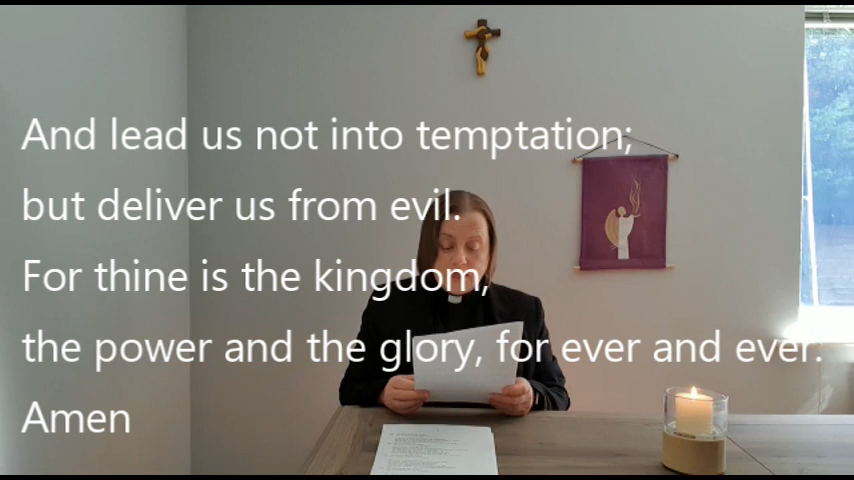 And lead us not into temptation;
but deliver us from evil.
For thine is the kingdom,
the power and the glory, for ever and ever.
Amen